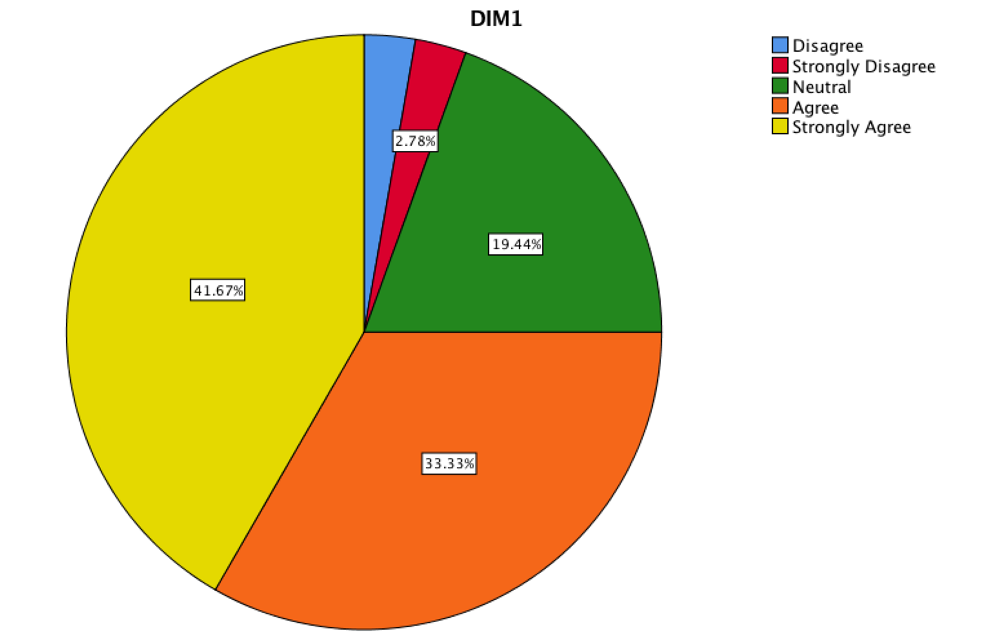 DIM1
Disagree
Strongly Disagree
Neutral
Agree
Strongly Agree
2.78%
19.44%
41.67%
33.33%